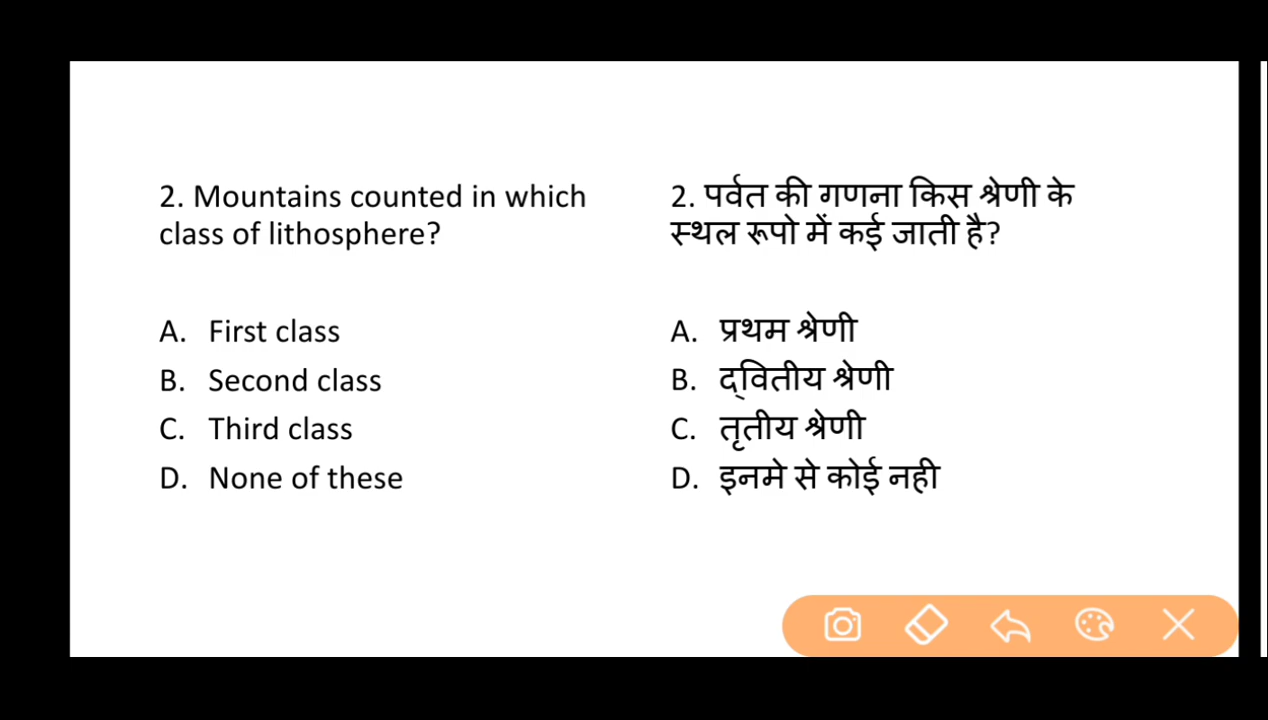 2. Mountains counted in which
class of lithosphere?
A. First class
B. Second class
C. Third class
D. None of these
2. पर्वत की गणना किस श्रेणी के
स्थल रूपो में कई जाती है?
A. प्रथम श्रेणी
B. द्वितीय श्रेणी
C. तृतीय श्रेणी
D. इनमे से कोई नही